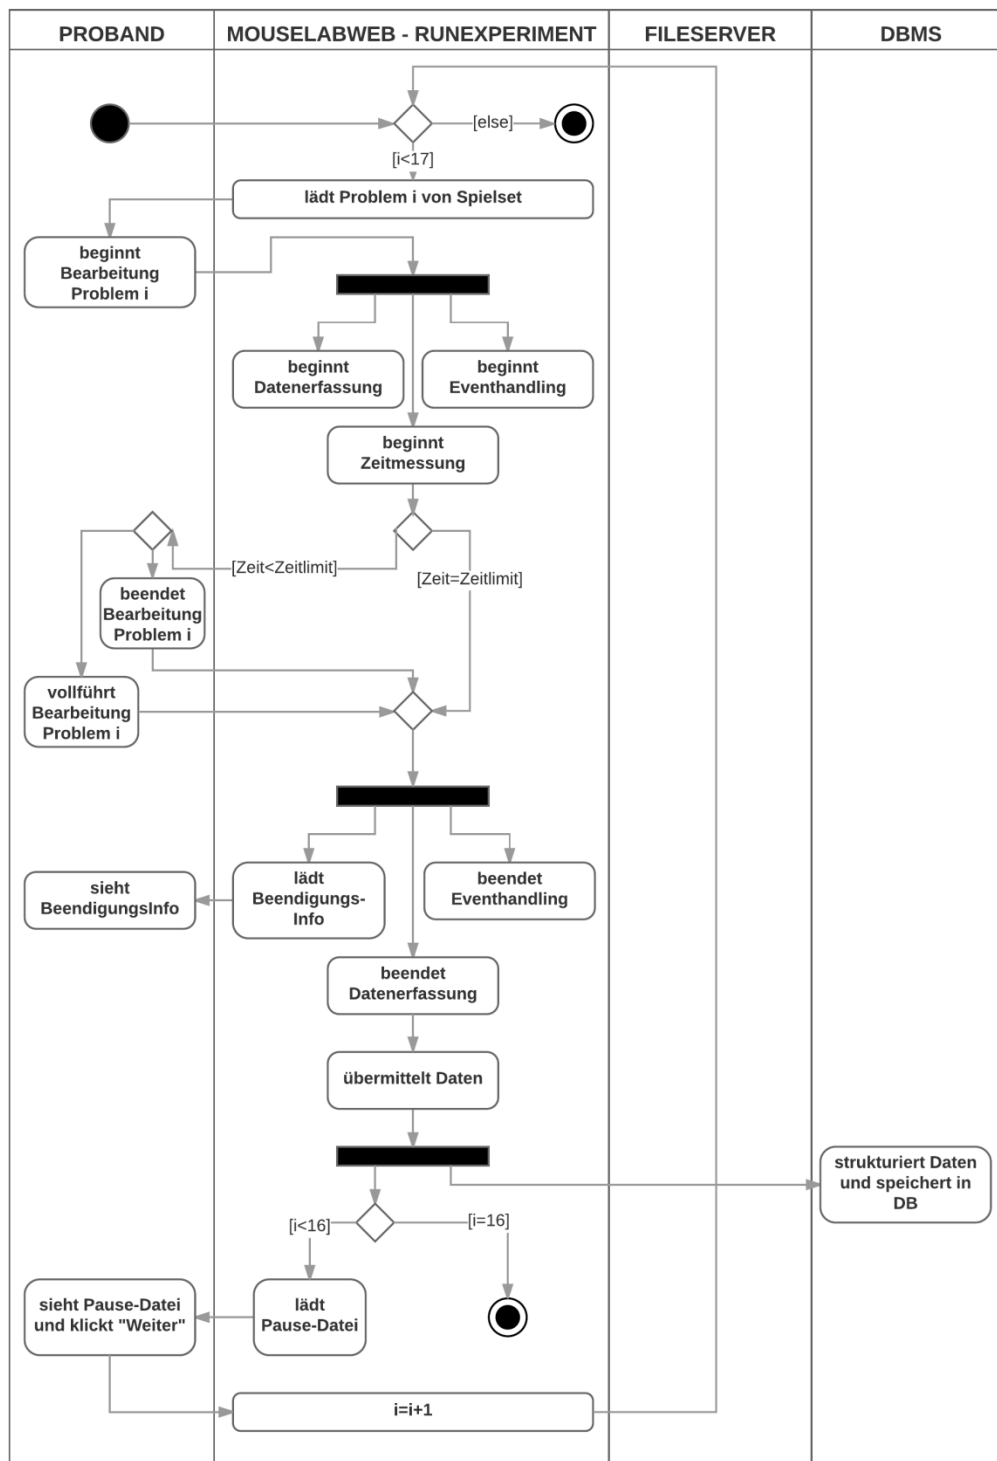 PROBAND
MOUSELABWEB - RUNEXPERIMENT
FILESERVER
DBMS
[else]
[i<17]
lädt Problem i von Spielset
beginnt
Bearbeitung
Problem i
beginnt
Datenerfassung
beginnt
Eventhandling
beginnt
Zeitmessung
[Zeit<Zeitlimit]
[Zeit=Zeitlimit]
beendet
Bearbeitung
Problem i
vollführt
Bearbeitung
Problem i
sieht
BeendigungsInfo
lädt
Beendigungs-
Info
beendet
Eventhandling
beendet
Datenerfassung
übermittelt Daten
strukturiert Daten
und speichert in
DB
[i<16]
[i=16]
sieht Pause-Datei
und klickt "Weiter"
lädt
Pause-Datei
i=i+1